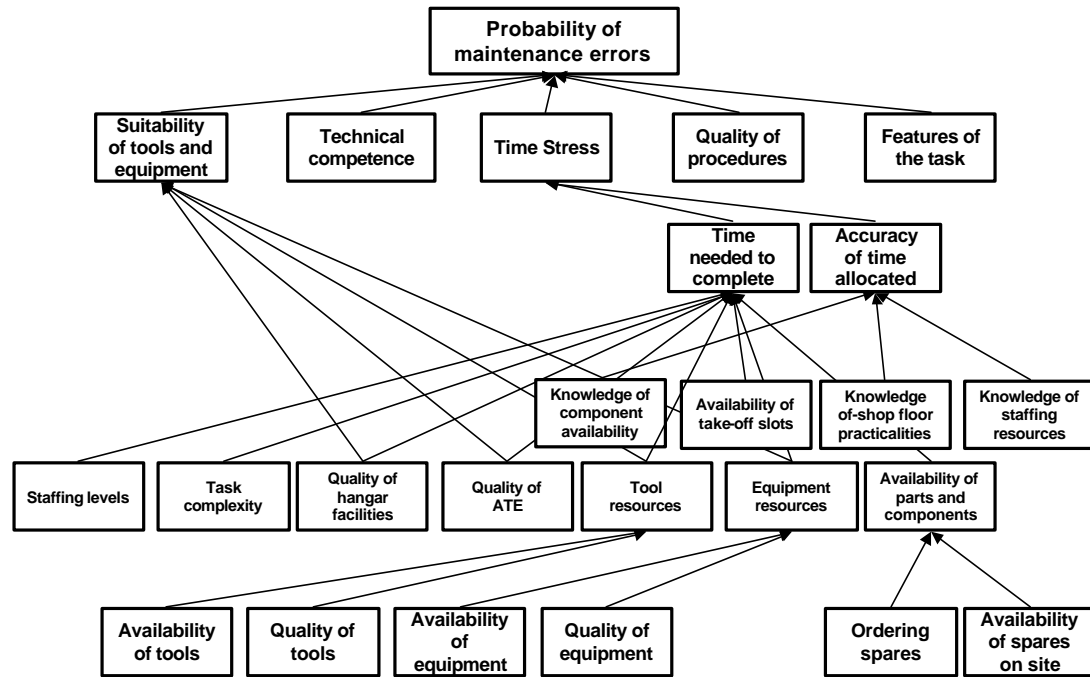 Probability of
maintenance errors
Suitability
of tools and
equipment
Technical
competence
Time Stress
Quality of
procedures
Features of
the task
Time
needed to
complete
Accuracy
of time
allocated
Knowledge of
component
availability
Availability of
take-off slots
Knowledge
of-shop floor
practicalities
Knowledge of
staffing
resources
Staffing levels
Task
complexity
Quality of
hangar
facilities
Quality of
ATE
Tool
resources
Equipment
resources
Availability of
parts and
components
Availability
of tools
Quality of
tools
Availability
of
equipment
Quality of
equipment
Ordering
spares
Availability
of spares
on site